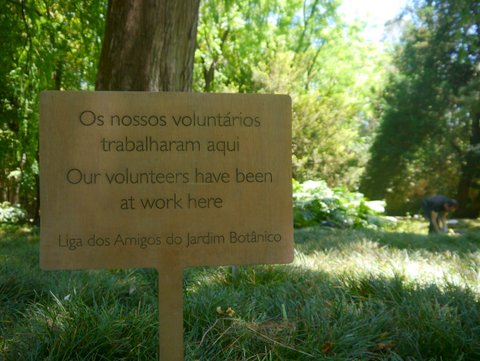 Os nossos voluntários
trabalharam aqui
Our volunteers have been
at work here
Liga dos Amigos do Jardim Botânico